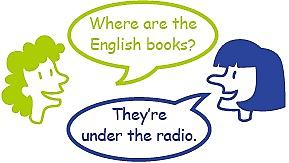 Where are the
English books?
They're
under the radio.